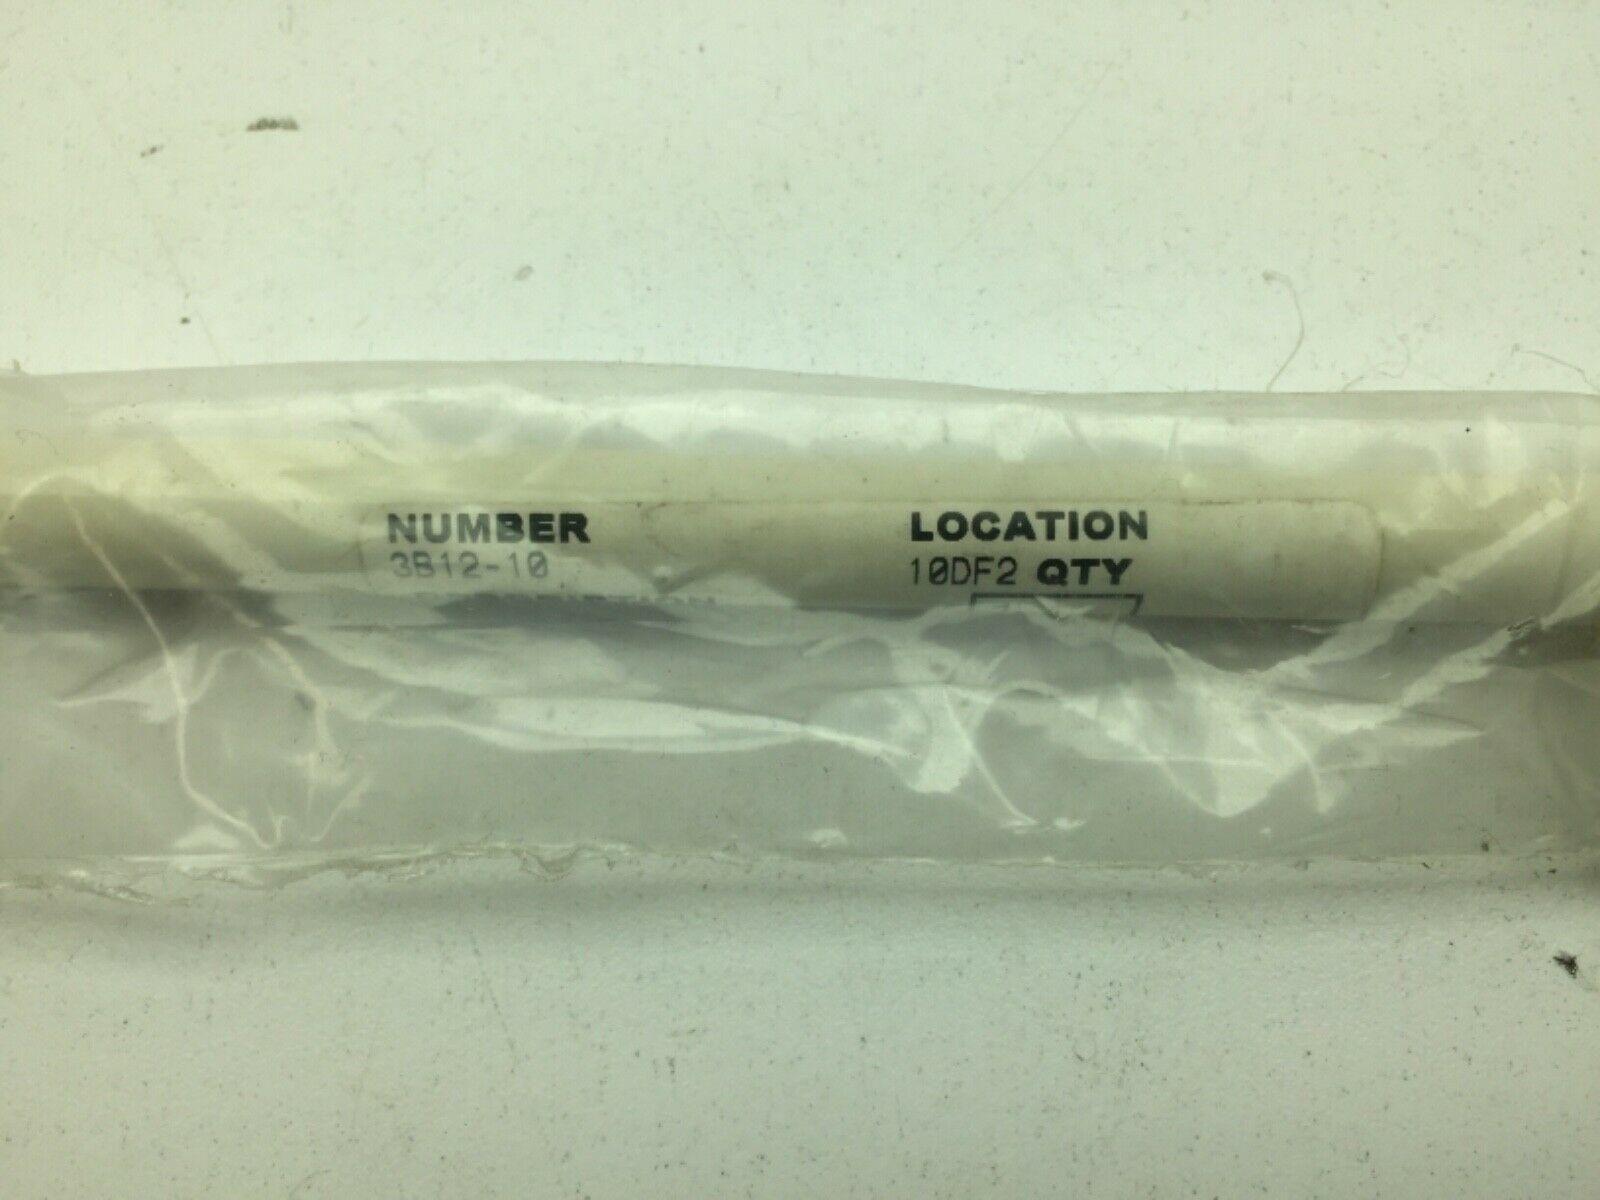 NUMBER
3B12-10
LOCATION
10DF2 QTY